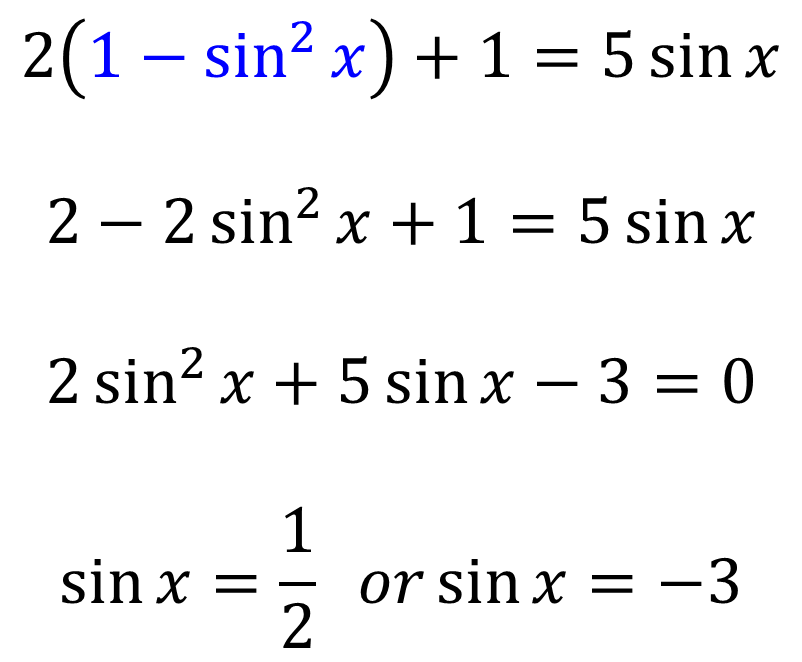 2(1 − sin² x) + 1 = 5 sin x
2 − 2 sin² x + 1 = 5 sin x
2 sin² x + 5 sin x − 3 = 0
sin x = 1/2 or sin x = −3